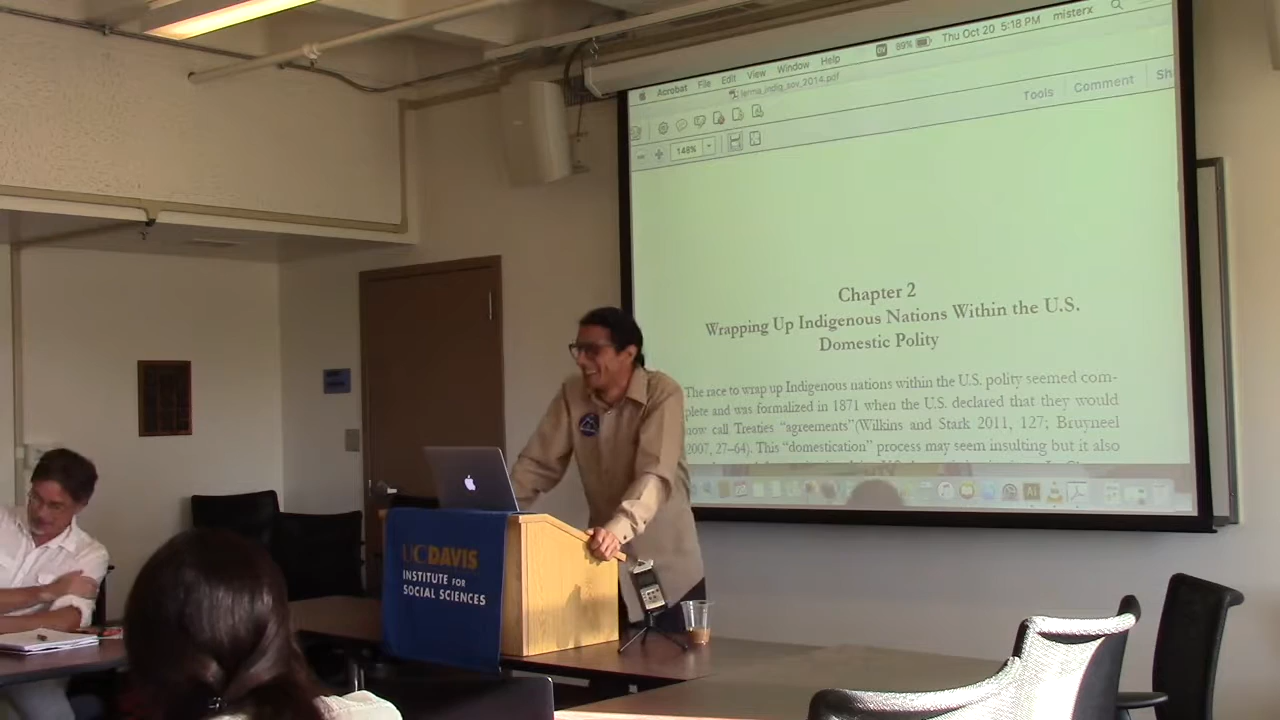 Acrobat File Edit View Window Help 89% Thu Oct 20 5:18 PM misterx
lerma_indig_sov_2014.pdf
Tools Comment Sh
148%
Chapter 2
Wrapping Up Indigenous Nations Within the U.S.
Domestic Polity
The race to wrap up Indigenous nations within the U.S. polity seemed com-
plete and was formalized in 1871 when the U.S. declared that they would
now call Treaties “agreements”(Wilkins and Stark 2011, 127; Bruyneel
2007, 27–64). This “domestication” process may seem insulting but it also
UCDAVIS
INSTITUTE FOR
SOCIAL SCIENCES